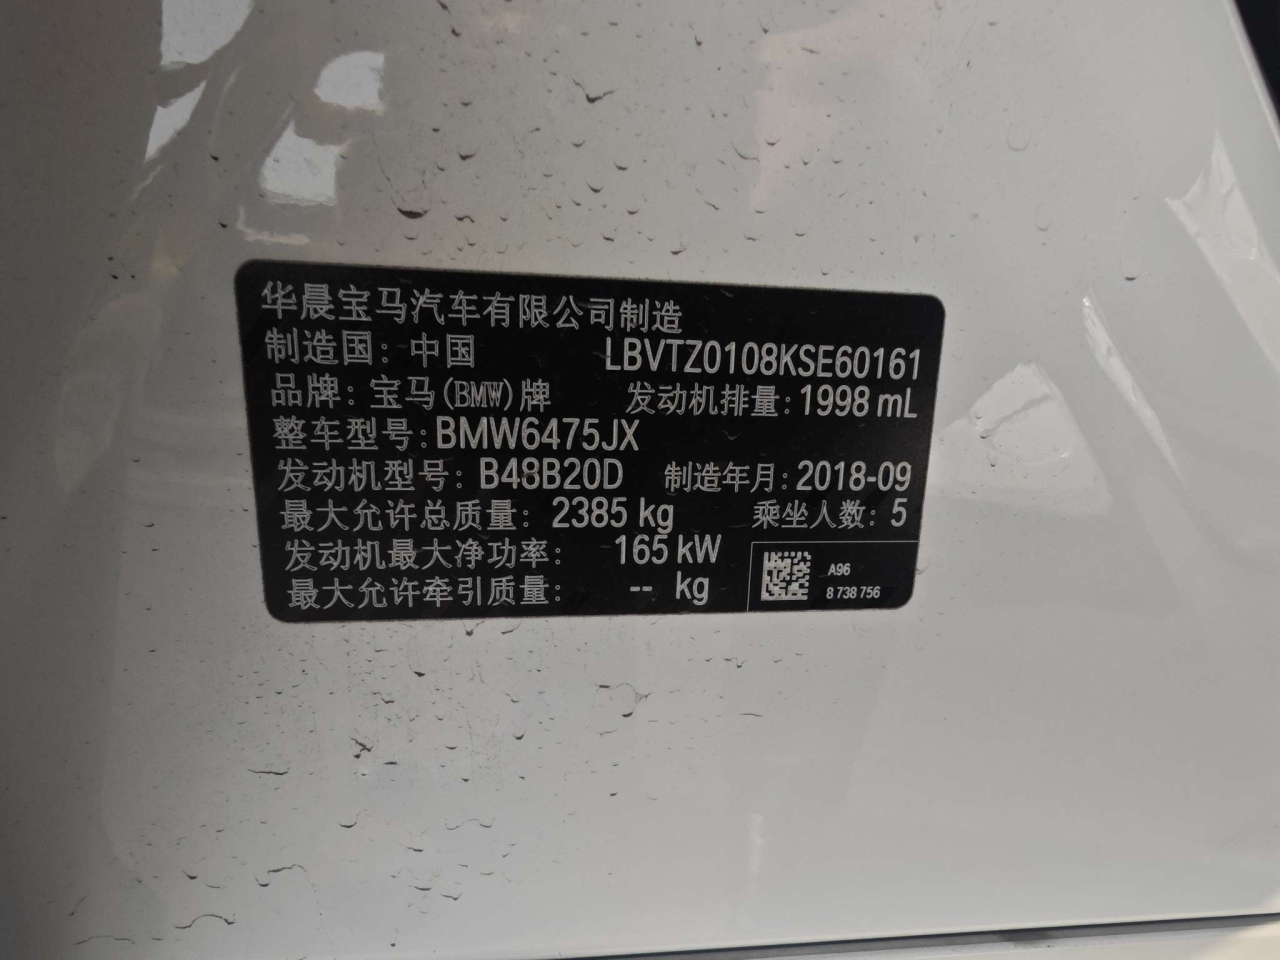 华晨宝马汽车有限公司制造
制造国：中国 LBVTZ0108KSE60161
品牌：宝马(BMW)牌 发动机排量：1998 mL
整车型号：BMW6475JX
发动机型号：B48B20D 制造年月：2018-09
最大允许总质量：2385 kg 乘坐人数：5
发动机最大净功率：165 kW
最大允许牵引质量：-- kg
A96
8 738 756